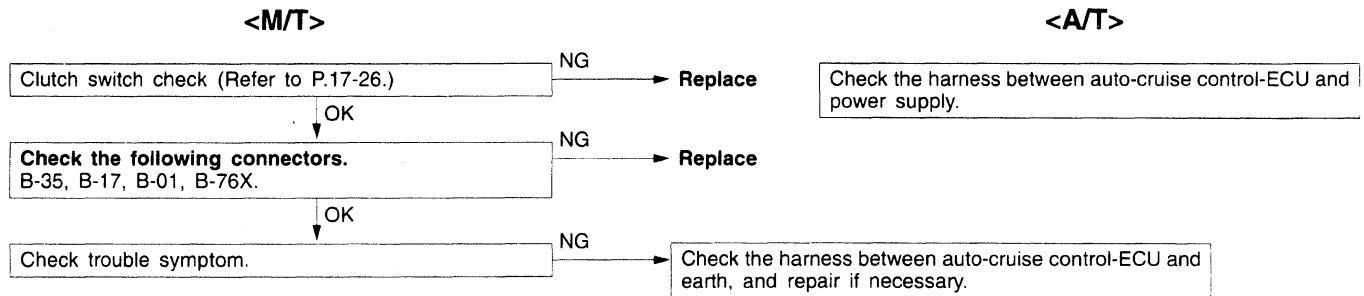 <M/T>
<A/T>
Clutch switch check (Refer to P.17-26.)
NG
Replace
Check the harness between auto-cruise control-ECU and
power supply.
OK
Check the following connectors.
B-35, B-17, B-01, B-76X.
NG
Replace
OK
Check trouble symptom.
NG
Check the harness between auto-cruise control-ECU and
earth, and repair if necessary.